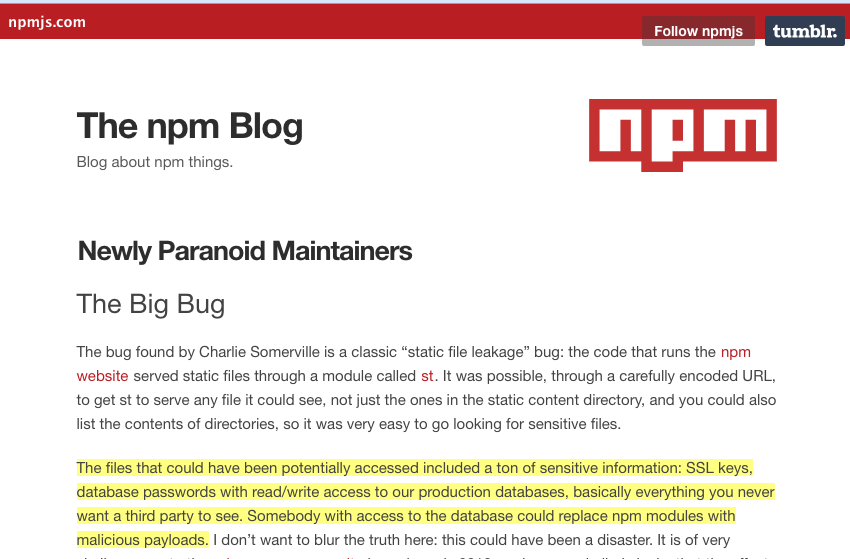 npmjs.com
Follow npmjs
tumblr.
The npm Blog
Blog about npm things.
npm
Newly Paranoid Maintainers
The Big Bug
The bug found by Charlie Somerville is a classic “static file leakage” bug: the code that runs the npm
website served static files through a module called st. It was possible, through a carefully encoded URL,
to get st to serve any file it could see, not just the ones in the static content directory, and you could also
list the contents of directories, so it was very easy to go looking for sensitive files.
The files that could have been potentially accessed included a ton of sensitive information: SSL keys,
database passwords with read/write access to our production databases, basically everything you never
want a third party to see. Somebody with access to the database could replace npm modules with
malicious payloads. I don’t want to blur the truth here: this could have been a disaster. It is of very